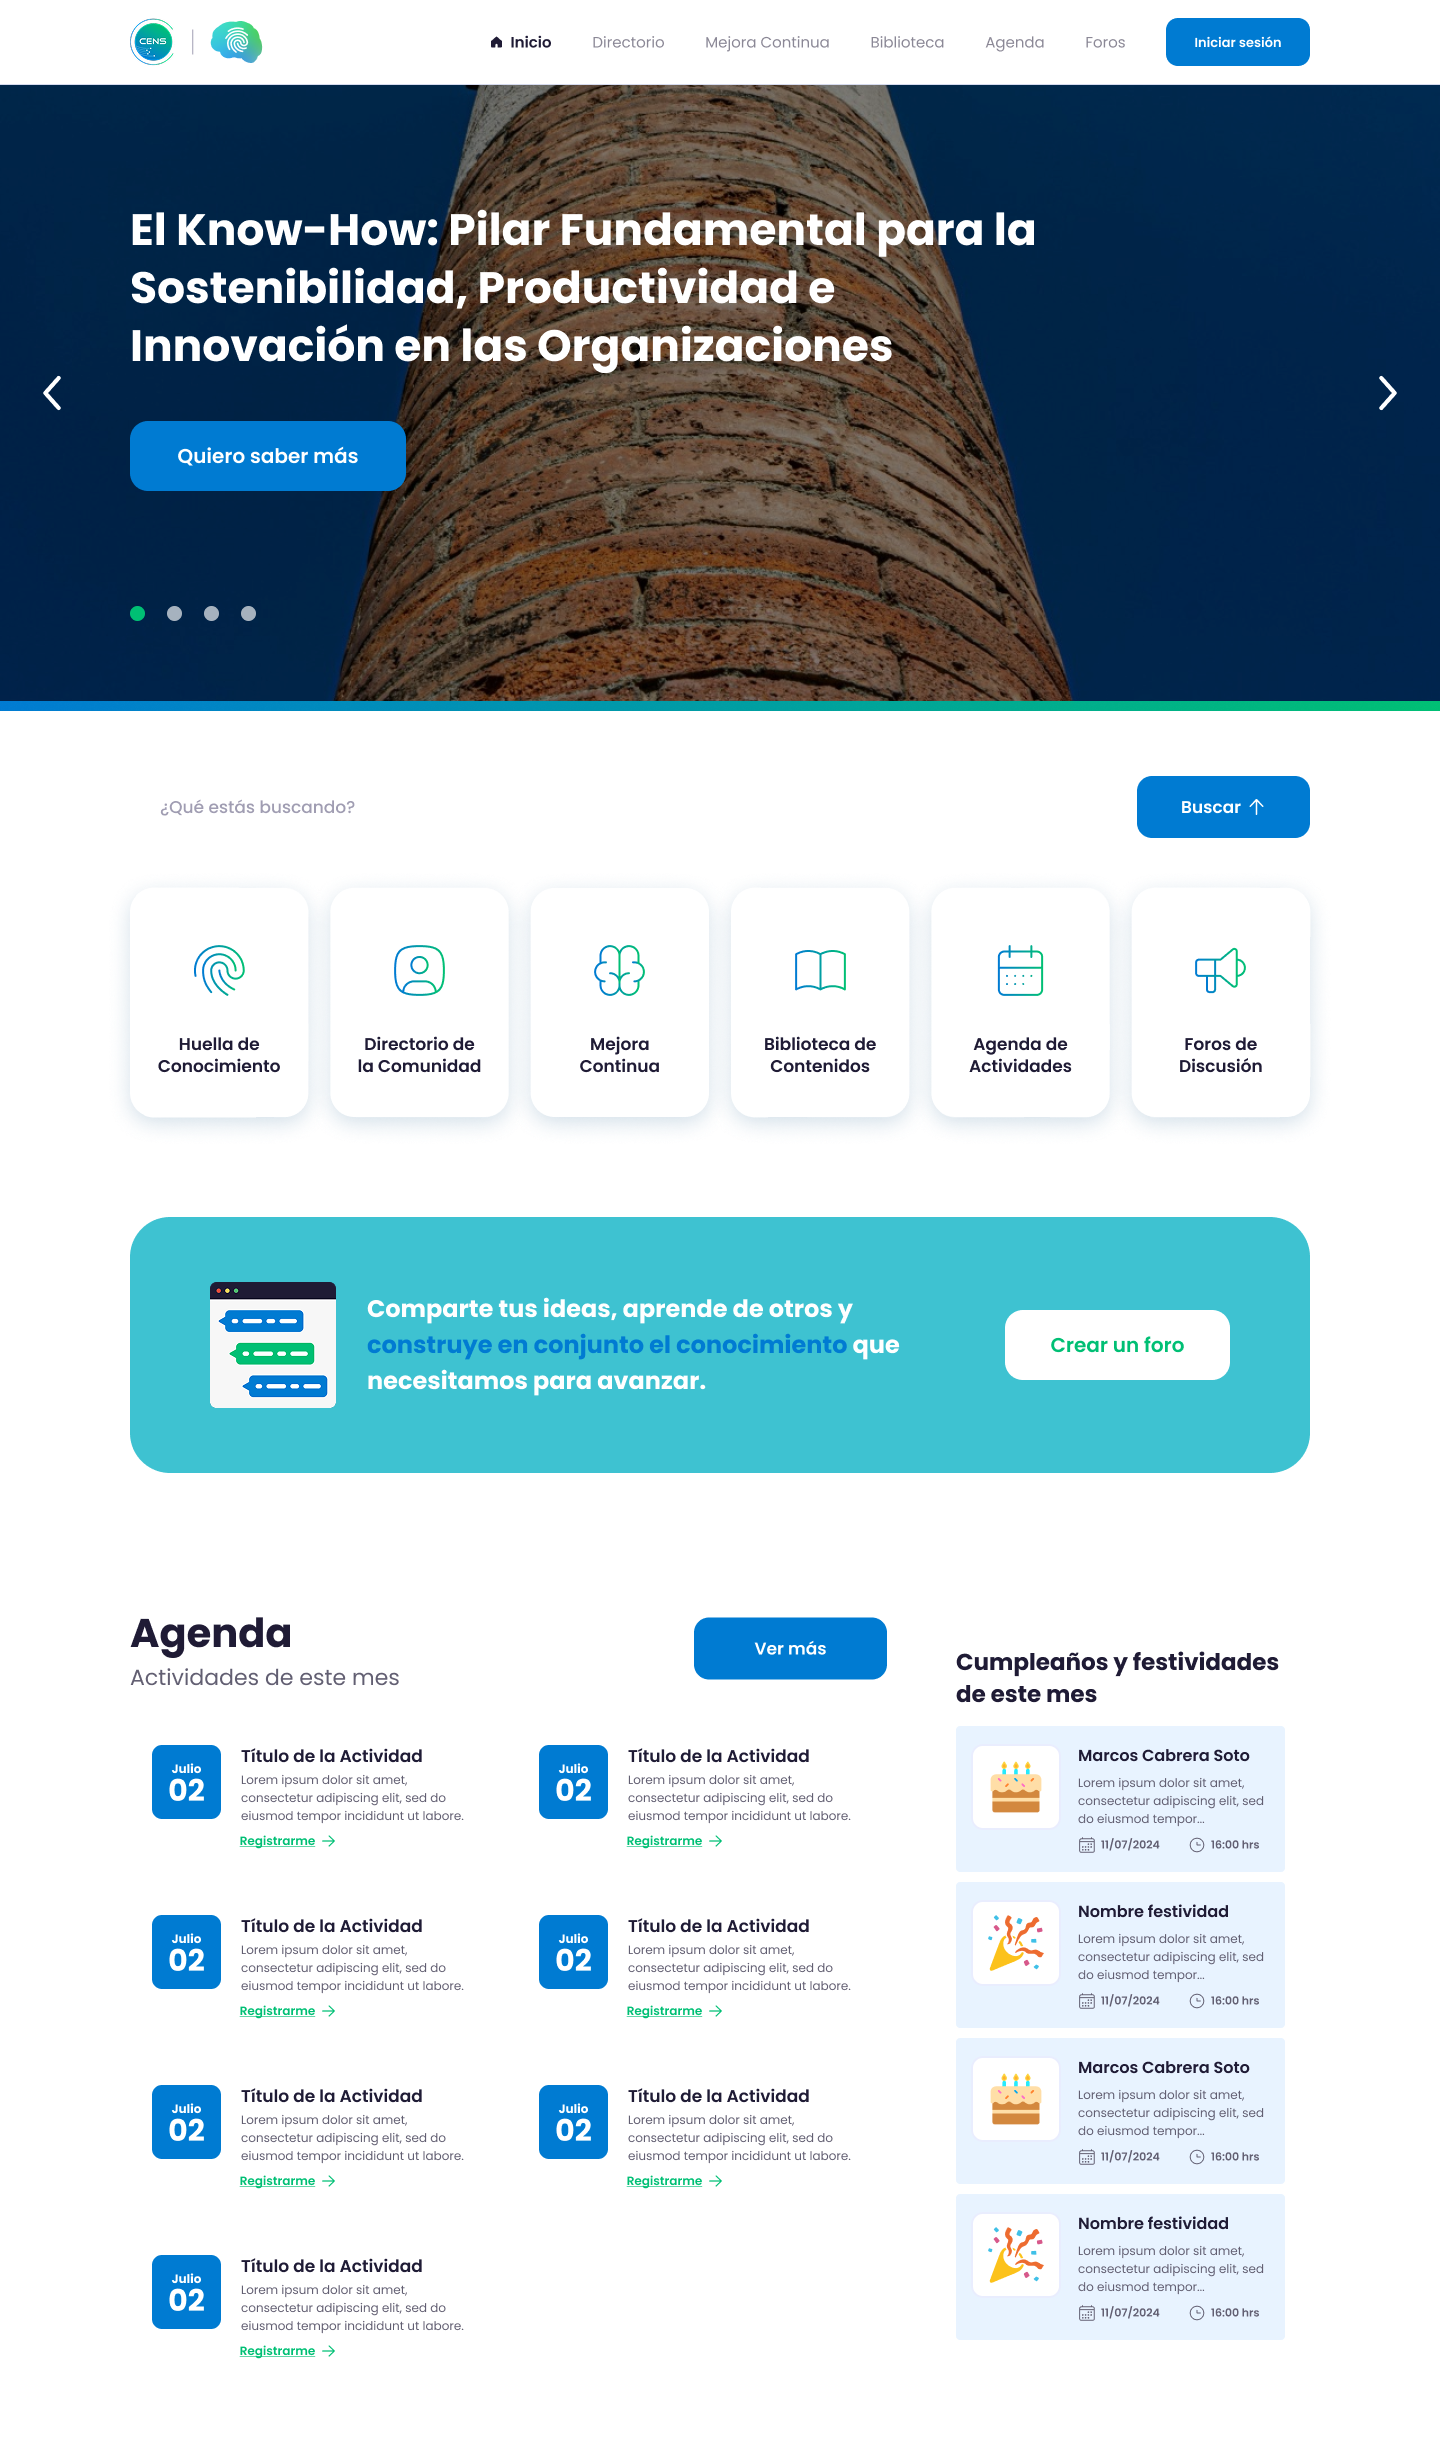 CENS
Inicio
Directorio
Mejora Continua
Biblioteca
Agenda
Foros
Iniciar sesión
El Know-How: Pilar Fundamental para la
Sostenibilidad, Productividad e
Innovación en las Organizaciones
Quiero saber más
¿Qué estás buscando?
Buscar
Huella de
Conocimiento
Directorio de
la Comunidad
Mejora
Continua
Biblioteca de
Contenidos
Agenda de
Actividades
Foros de
Discusión
Comparte tus ideas, aprende de otros y
construye en conjunto el conocimiento que
necesitamos para avanzar.
Crear un foro
Agenda
Actividades de este mes
Ver más
Julio
02
Título de la Actividad
Lorem ipsum dolor sit amet,
consectetur adipiscing elit, sed do
eiusmod tempor incididunt ut labore.
Registrarme
Julio
02
Título de la Actividad
Lorem ipsum dolor sit amet,
consectetur adipiscing elit, sed do
eiusmod tempor incididunt ut labore.
Registrarme
Julio
02
Título de la Actividad
Lorem ipsum dolor sit amet,
consectetur adipiscing elit, sed do
eiusmod tempor incididunt ut labore.
Registrarme
Julio
02
Título de la Actividad
Lorem ipsum dolor sit amet,
consectetur adipiscing elit, sed do
eiusmod tempor incididunt ut labore.
Registrarme
Julio
02
Título de la Actividad
Lorem ipsum dolor sit amet,
consectetur adipiscing elit, sed do
eiusmod tempor incididunt ut labore.
Registrarme
Julio
02
Título de la Actividad
Lorem ipsum dolor sit amet,
consectetur adipiscing elit, sed do
eiusmod tempor incididunt ut labore.
Registrarme
Julio
02
Título de la Actividad
Lorem ipsum dolor sit amet,
consectetur adipiscing elit, sed do
eiusmod tempor incididunt ut labore.
Registrarme
Cumpleaños y festividades
de este mes
Marcos Cabrera Soto
Lorem ipsum dolor sit amet,
consectetur adipiscing elit, sed
do eiusmod tempor...
11/07/2024 16:00 hrs
Nombre festividad
Lorem ipsum dolor sit amet,
consectetur adipiscing elit, sed
do eiusmod tempor...
11/07/2024 16:00 hrs
Marcos Cabrera Soto
Lorem ipsum dolor sit amet,
consectetur adipiscing elit, sed
do eiusmod tempor...
11/07/2024 16:00 hrs
Nombre festividad
Lorem ipsum dolor sit amet,
consectetur adipiscing elit, sed
do eiusmod tempor...
11/07/2024 16:00 hrs